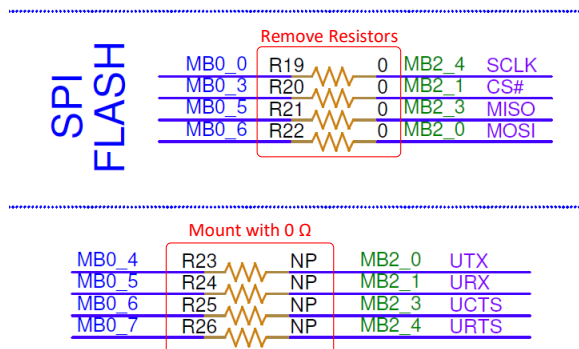 Remove Resistors
SPI
FLASH
MB0_0 R19 0 MB2_4 SCLK
MB0_3 R20 0 MB2_1 CS#
MB0_5 R21 0 MB2_3 MISO
MB0_6 R22 0 MB2_0 MOSI
Mount with 0 Ω
MB0_4 R23 NP MB2_0 UTX
MB0_5 R24 NP MB2_1 URX
MB0_6 R25 NP MB2_3 UCTS
MB0_7 R26 NP MB2_4 URTS